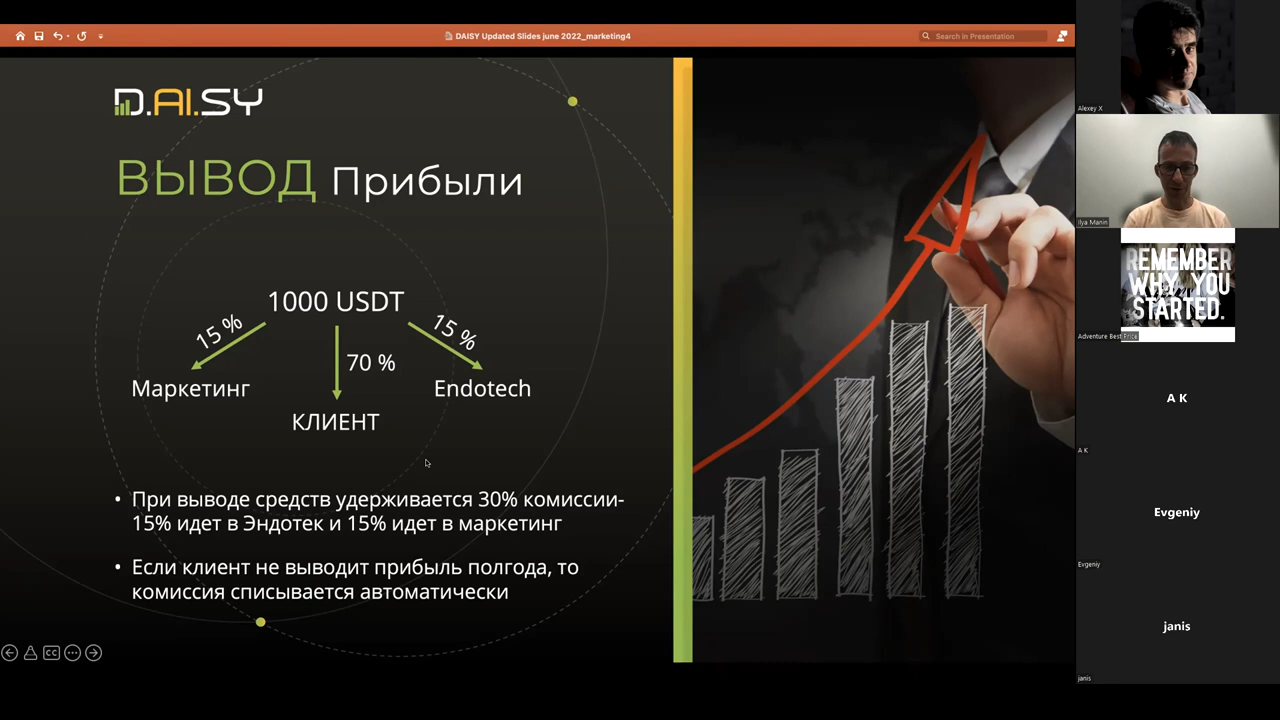 DAISY Updated Slides june 2022_marketing4
Search in Presentation
D.AI.SY
ВЫВОД Прибыли
1000 USDT
15 %
15 %
70 %
Маркетинг
Endotech
КЛИЕНТ
• При выводе средств удерживается 30% комиссии-
15% идет в Эндотек и 15% идет в маркетинг
• Если клиент не выводит прибыль полгода, то
комиссия списывается автоматически
CC
Alexey X
Ilya Manin
REMEMBER
WHY YOU
STARTED.
Adventure Best Price
A K
A K
Evgeniy
Evgeniy
janis
janis